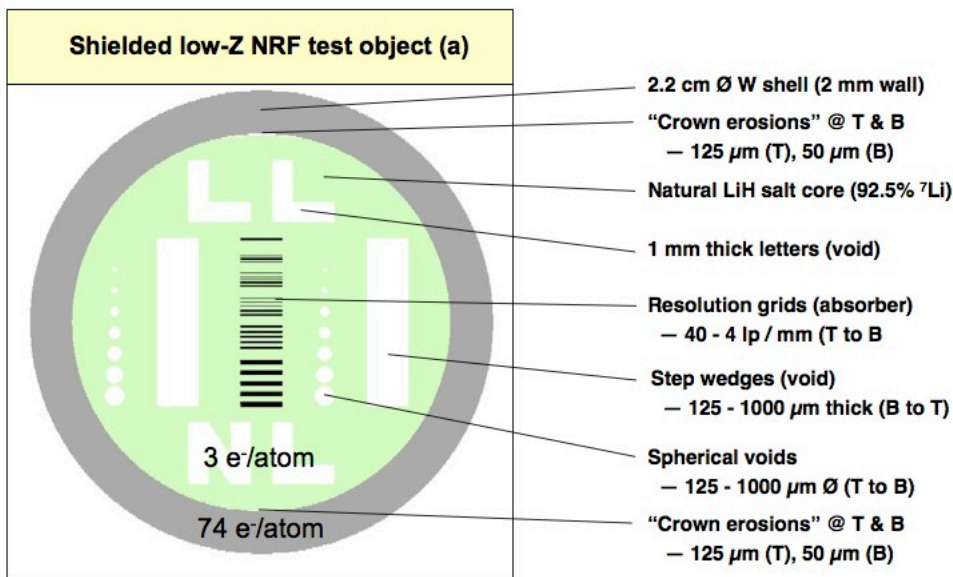 Shielded low-Z NRF test object (a)
2.2 cm Ø W shell (2 mm wall)
“Crown erosions” @ T & B
— 125 µm (T), 50 µm (B)
Natural LiH salt core (92.5% ⁷Li)
1 mm thick letters (void)
Resolution grids (absorber)
— 40 - 4 lp / mm (T to B
Step wedges (void)
— 125 - 1000 µm thick (B to T)
Spherical voids
— 125 - 1000 µm Ø (T to B)
“Crown erosions” @ T & B
— 125 µm (T), 50 µm (B)
LL
NL
3 e⁻/atom
74 e⁻/atom